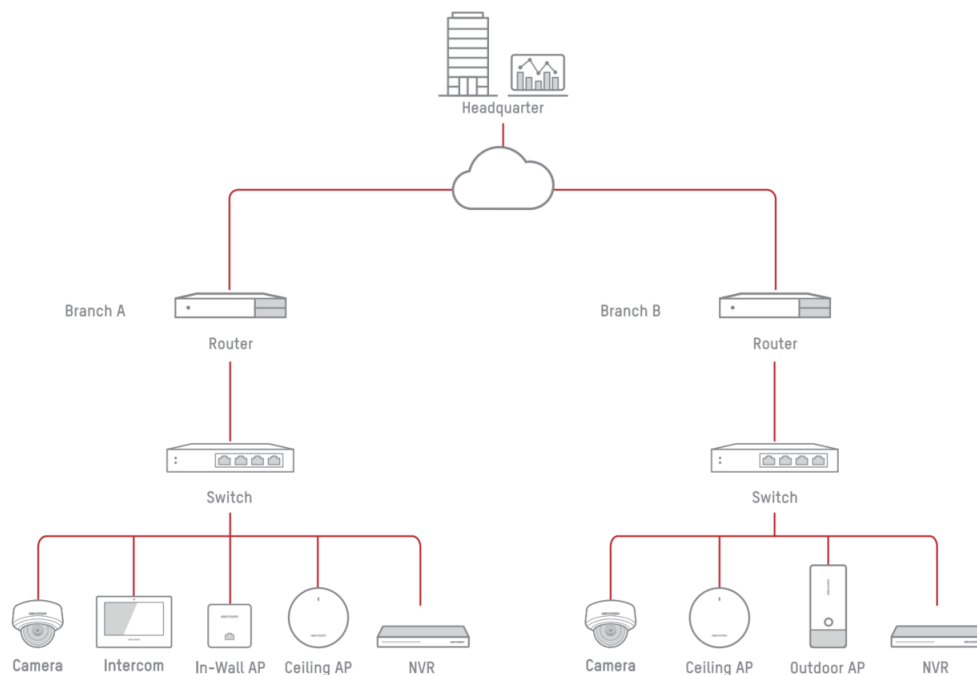 Headquarter
Branch A
Branch B
Router
Router
Switch
Switch
Camera
Intercom
In-Wall AP
Ceiling AP
NVR
Camera
Ceiling AP
Outdoor AP
NVR